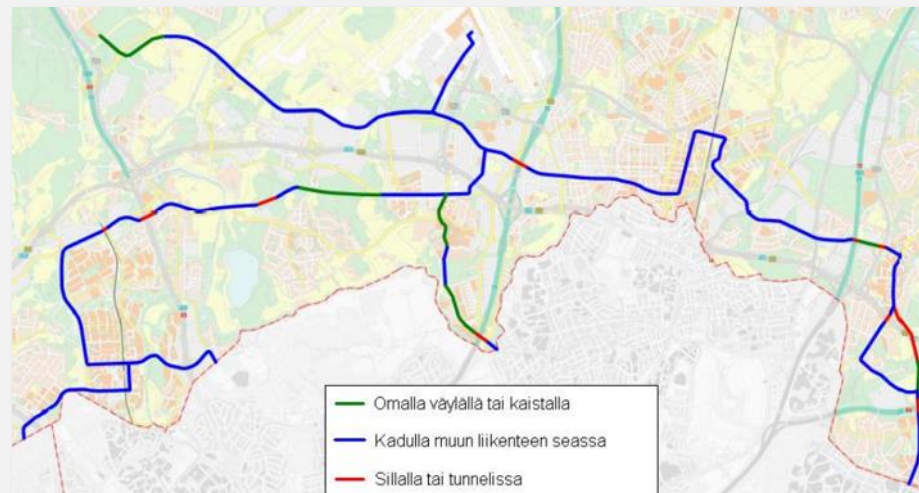 Omalla väylällä tai kaistalla
Kadulla muun liikenteen seassa
Sillalla tai tunnelissa